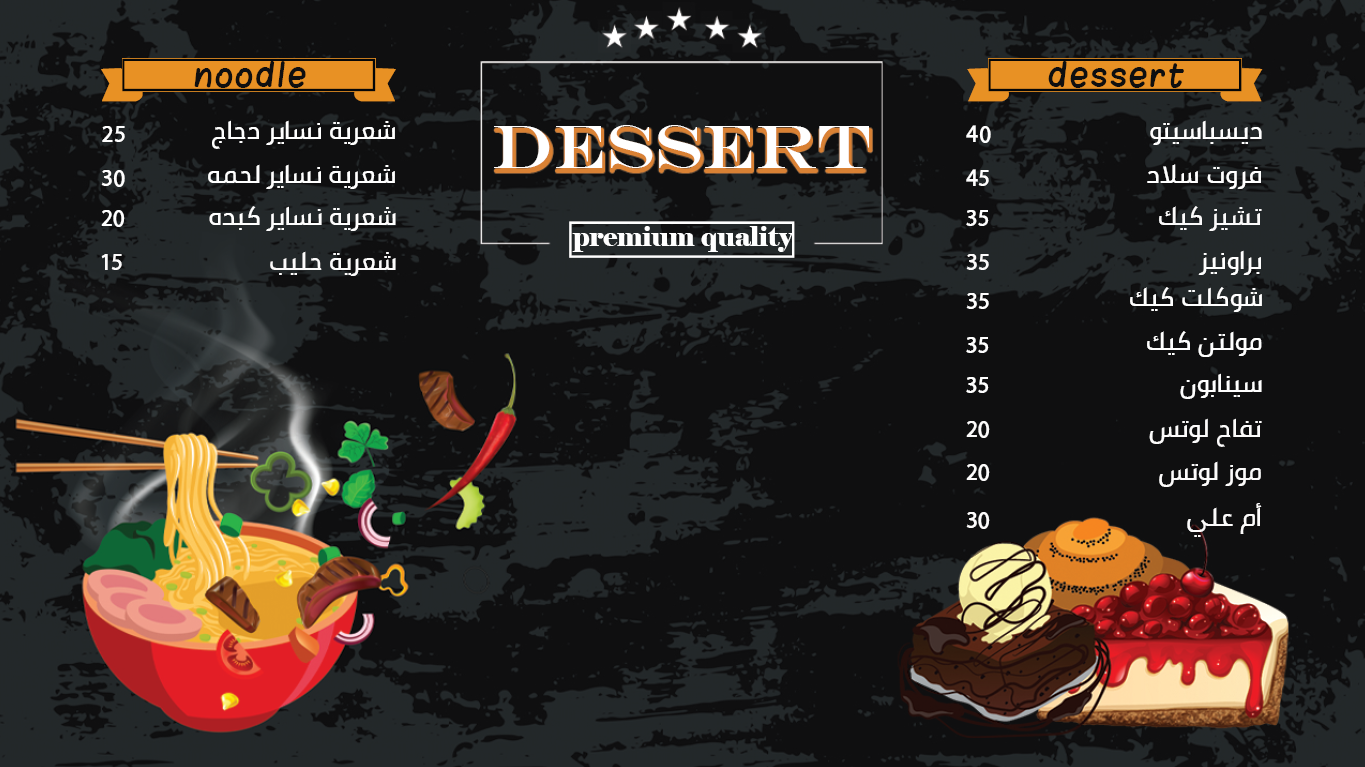 noodle
شعرية نساير دجاج 25
شعرية نساير لحمه 30
شعرية نساير كبده 20
شعرية حليب 15
DESSERT
premium quality
dessert
ديسباسيتو 40
فروت سلاد 45
تشيز كيك 35
براونيز 35
شوكلت كيك 35
مولتن كيك 35
سينابون 35
تفاح لوتس 20
موز لوتس 20
أم علي 30